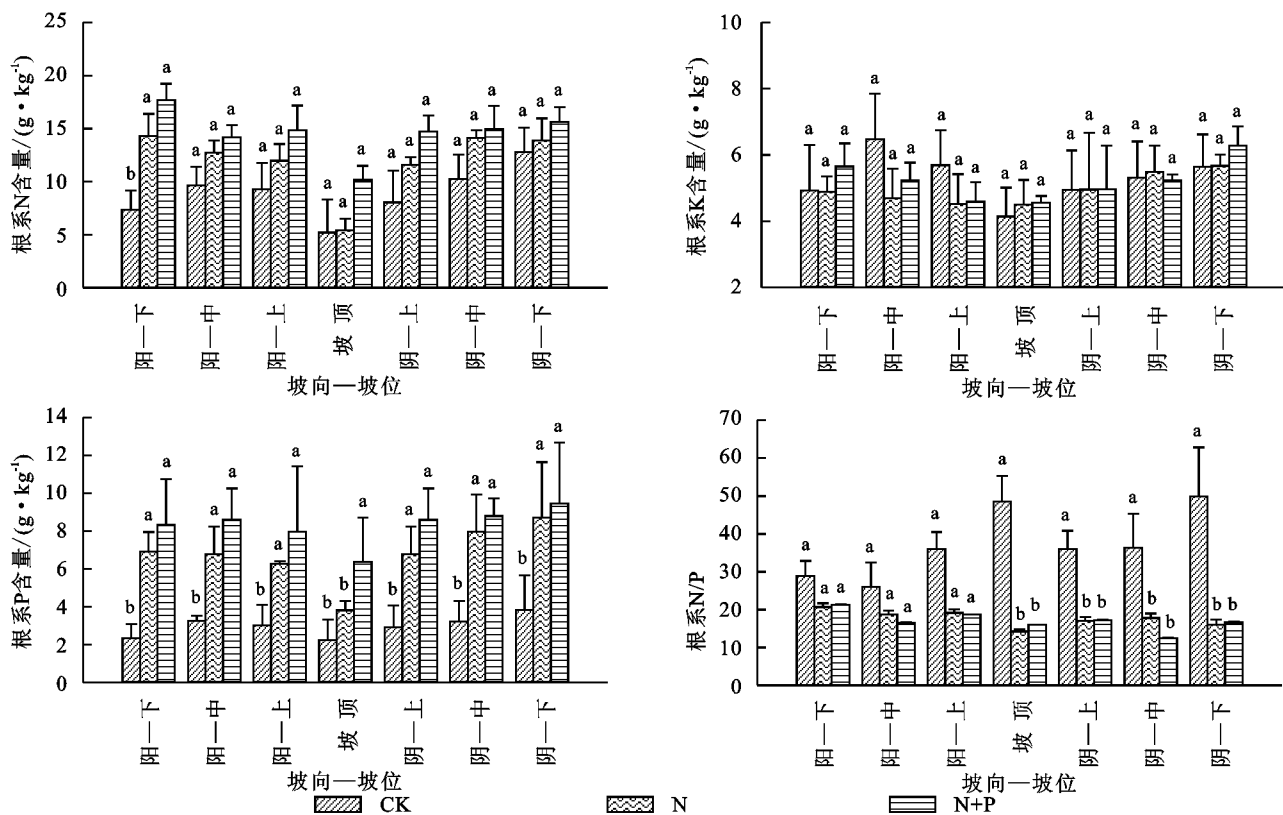 根系N含量/(g·kg⁻¹)
25
20
15
10
5
0
b a a
a a a
a a a
a a a
a a a
a a a
a a a
阳—下 阳—中 阳—上 坡顶 阴—上 阴—中 阴—下
坡向—坡位
根系K含量/(g·kg⁻¹)
10
8
6
4
2
a a a
a a a
a a a
a a a
a a a
a a a
a a a
阳—下 阳—中 阳—上 坡顶 阴—上 阴—中 阴—下
坡向—坡位
根系P含量/(g·kg⁻¹)
14
12
10
8
6
4
2
0
b a a
b a a
b a a
b b a
b a a
b a a
b a a
阳—下 阳—中 阳—上 坡顶 阴—上 阴—中 阴—下
坡向—坡位
根系N/P
70
60
50
40
30
20
10
0
a a a
a a a
a a a
a b b
a b b
a b b
a b b
阳—下 阳—中 阳—上 坡顶 阴—上 阴—中 阴—下
坡向—坡位
CK N N+P